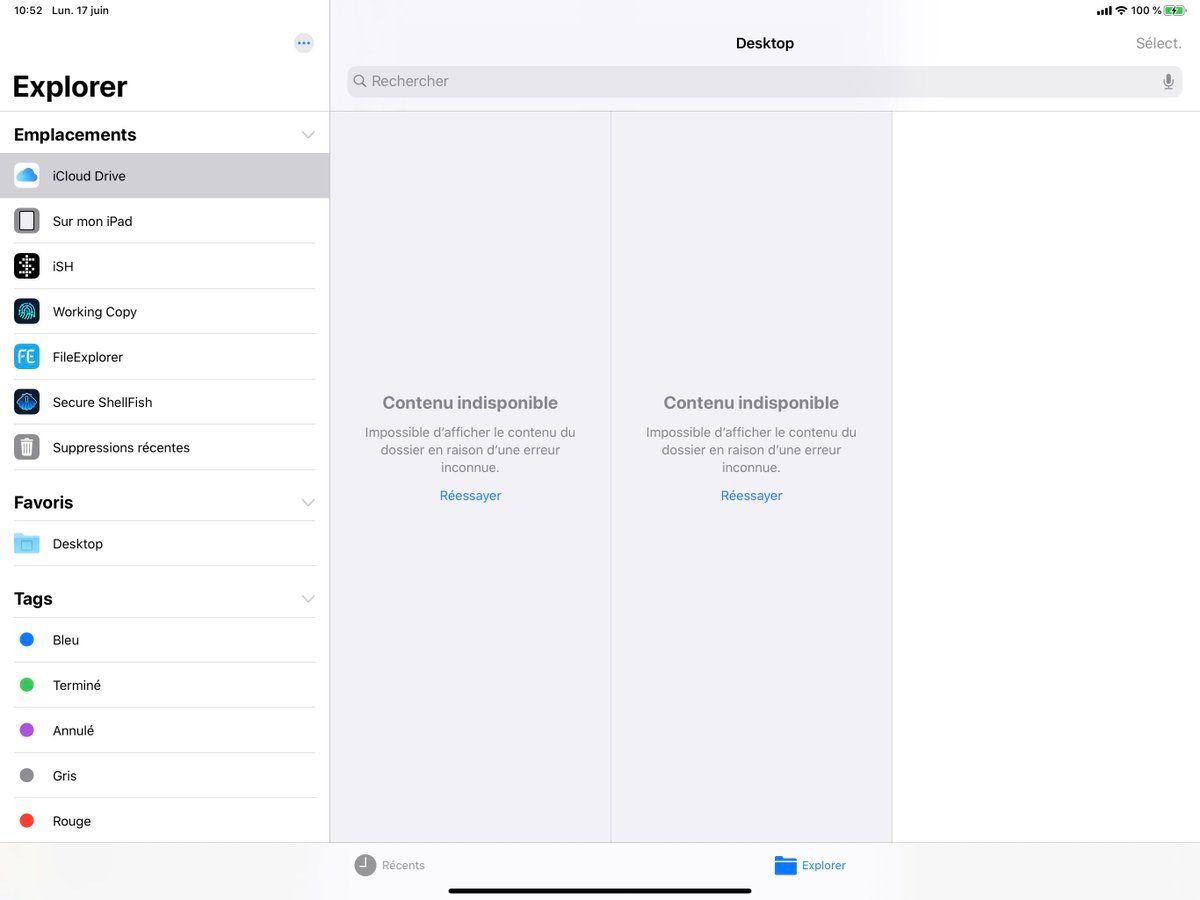 10:52 Lun. 17 juin
100 %
Explorer
Desktop
Sélect.
Rechercher
Emplacements
iCloud Drive
Sur mon iPad
iSH
Working Copy
FE
FileExplorer
Secure ShellFish
Suppressions récentes
Favoris
Desktop
Tags
Bleu
Terminé
Annulé
Gris
Rouge
Contenu indisponible
Impossible d’afficher le contenu du
dossier en raison d’une erreur
inconnue.
Réessayer
Contenu indisponible
Impossible d’afficher le contenu du
dossier en raison d’une erreur
inconnue.
Réessayer
Récents
Explorer